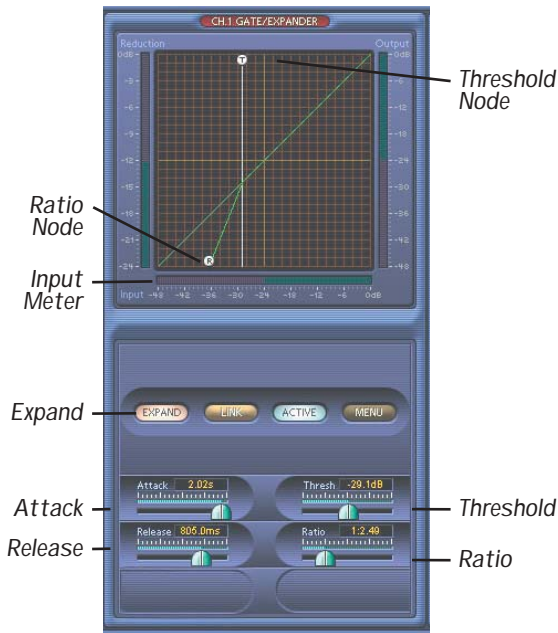 CH.1 GATE/EXPANDER
Reduction
Output
0dB
-3
-6
-9
-12
-15
-18
-21
-24
T
R
0dB
-6
-12
-18
-24
-30
-36
-42
-48
Input -48 -42 -36 -30 -24 -18 -12 -6 0dB
Threshold
Node
Ratio
Node
Input
Meter
Expand
EXPAND LINK ACTIVE MENU
Attack 2.02s
Thresh -29.1dB
Attack
Threshold
Release 805.0ms
Ratio 1:2.49
Release
Ratio